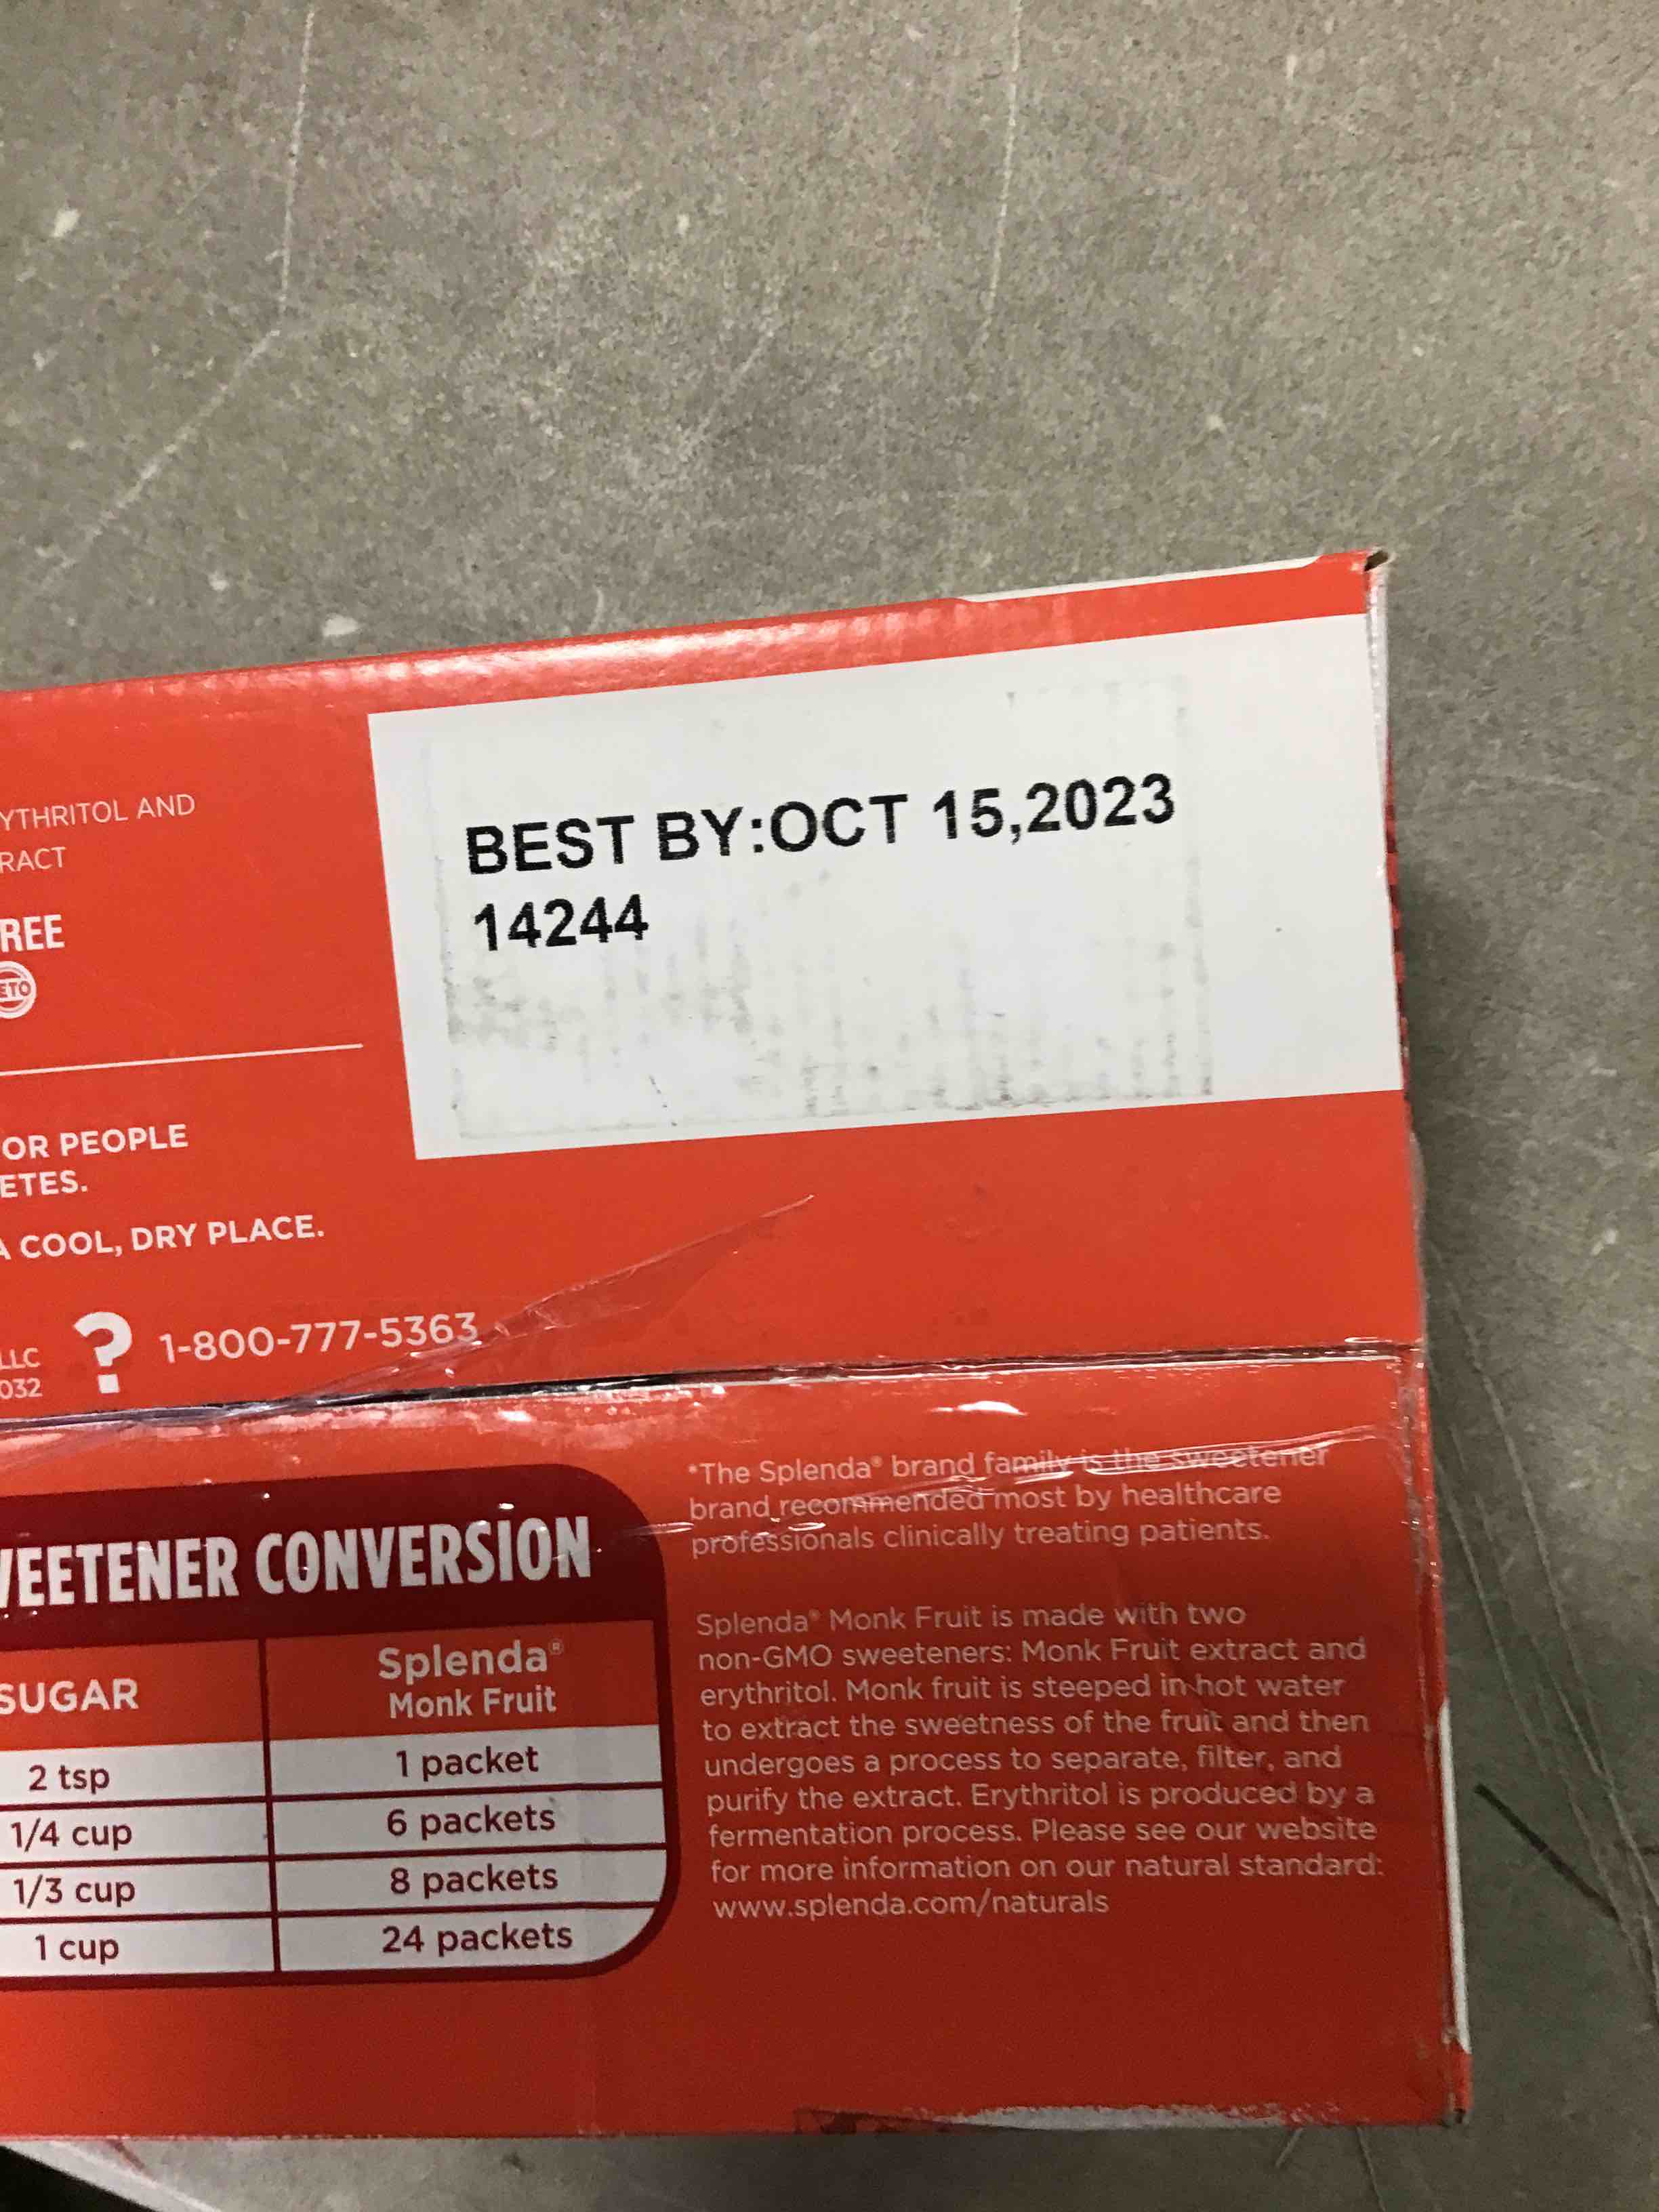 YTHRITOL AND
RACT
REE
ETO
BEST BY:OCT 15,2023
14244
OR PEOPLE
ETES.
A COOL, DRY PLACE.
LLC
032
? 1-800-777-5363
WEETENER CONVERSION
SUGAR
Splenda®
Monk Fruit
2 tsp 1 packet
1/4 cup 6 packets
1/3 cup 8 packets
1 cup 24 packets
*The Splenda® brand family is the sweetener
brand recommended most by healthcare
professionals clinically treating patients.
Splenda® Monk Fruit is made with two
non-GMO sweeteners: Monk Fruit extract and
erythritol. Monk fruit is steeped in hot water
to extract the sweetness of the fruit and then
undergoes a process to separate, filter, and
purify the extract. Erythritol is produced by a
fermentation process. Please see our website
for more information on our natural standard:
www.splenda.com/naturals